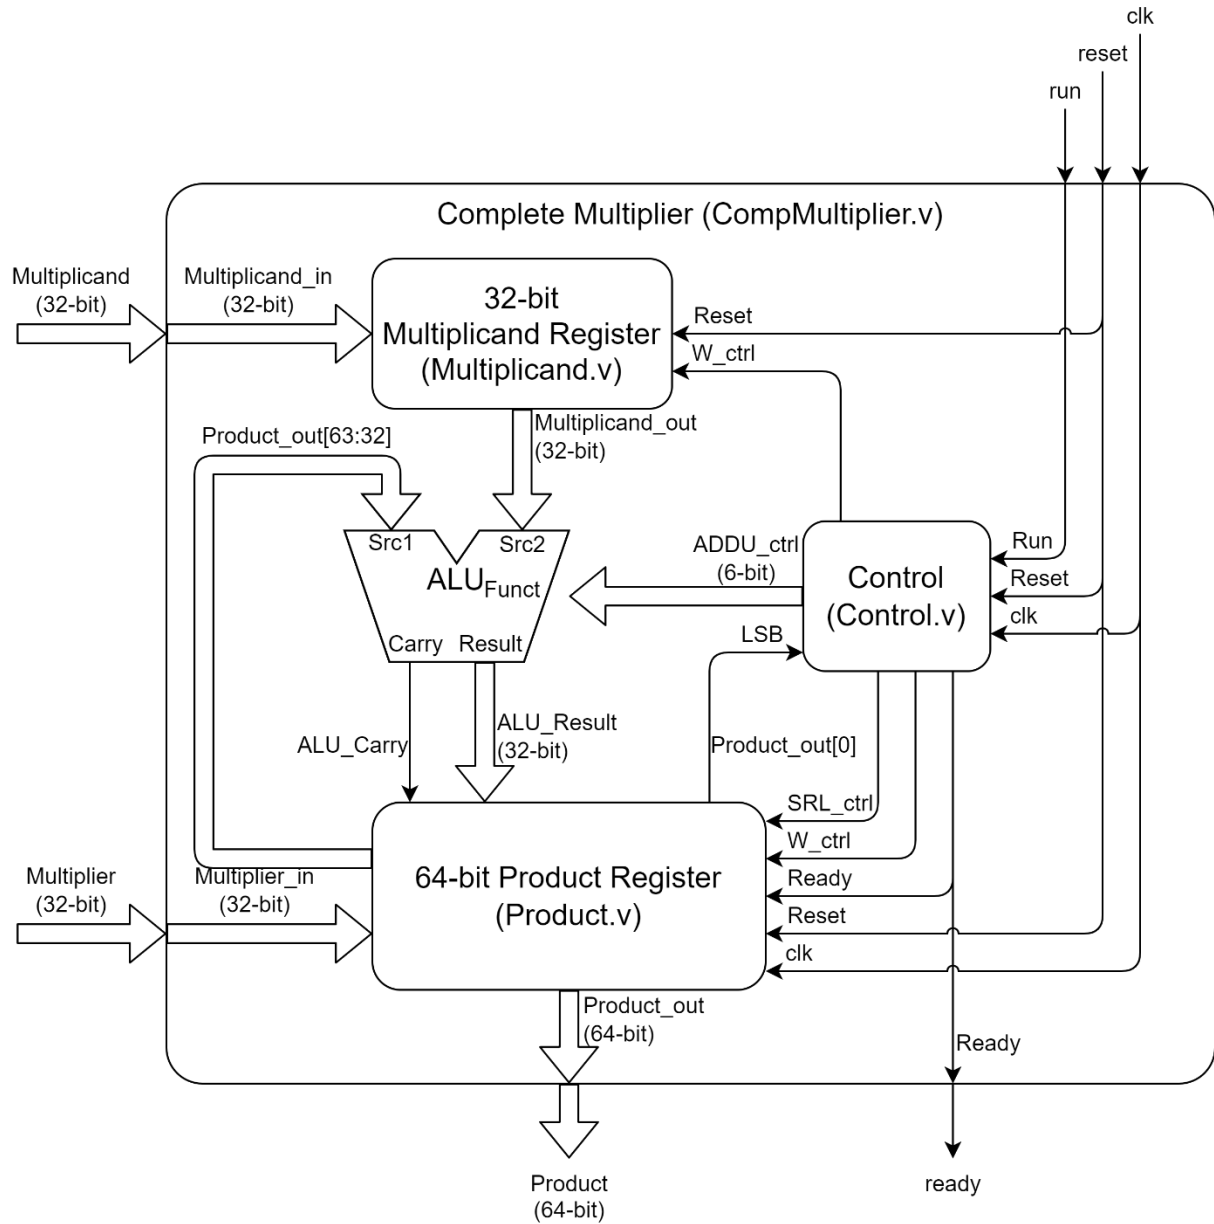 clk
reset
run
Complete Multiplier (CompMultiplier.v)
Multiplicand
(32-bit)
Multiplicand_in
(32-bit)
32-bit
Multiplicand Register
(Multiplicand.v)
Reset
W_ctrl
Product_out[63:32]
Multiplicand_out
(32-bit)
Src1
Src2
ALU_Funct
Carry
Result
ADDU_ctrl
(6-bit)
Control
(Control.v)
Run
Reset
clk
LSB
ALU_Carry
ALU_Result
(32-bit)
Product_out[0]
SRL_ctrl
W_ctrl
Ready
Reset
clk
64-bit Product Register
(Product.v)
Multiplier
(32-bit)
Multiplier_in
(32-bit)
Product_out
(64-bit)
Ready
Product
(64-bit)
ready